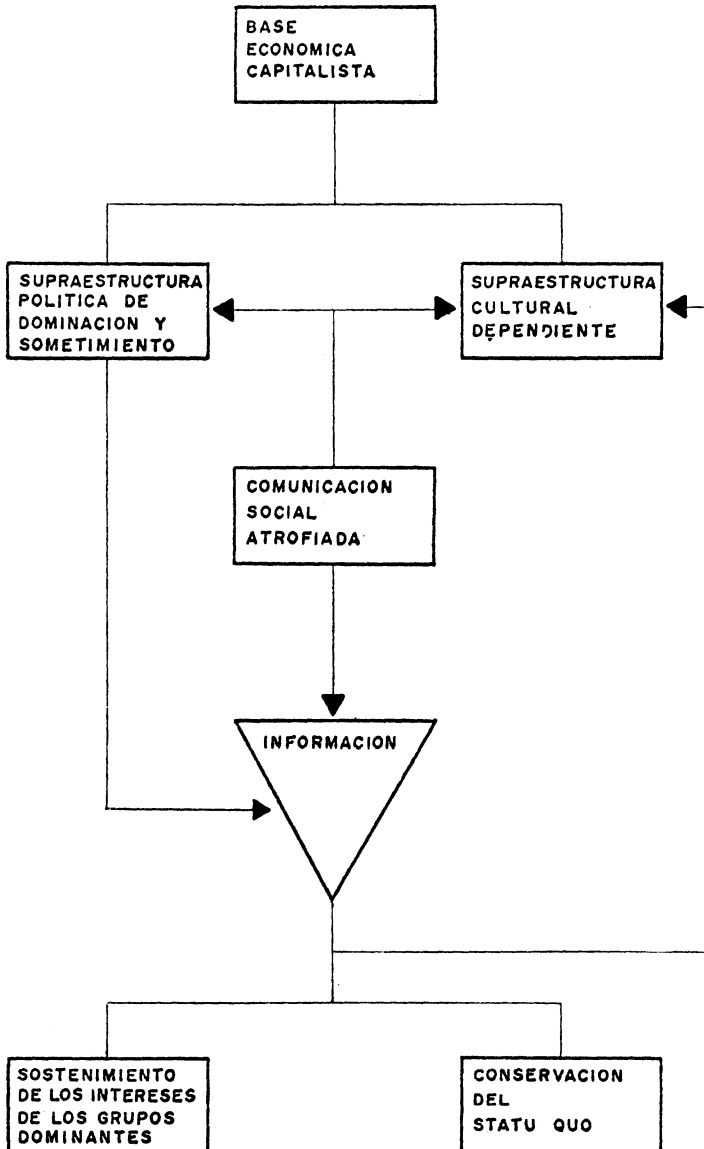 BASE
ECONOMICA
CAPITALISTA
SUPRAESTRUCTURA
POLITICA DE
DOMINACION Y
SOMETIMIENTO
SUPRAESTRUCTURA
CULTURAL
DEPENDIENTE
COMUNICACION
SOCIAL
ATROFIADA
INFORMACION
SOSTENIMIENTO
DE LOS INTERESES
DE LOS GRUPOS
DOMINANTES
CONSERVACION
DEL
STATU QUO